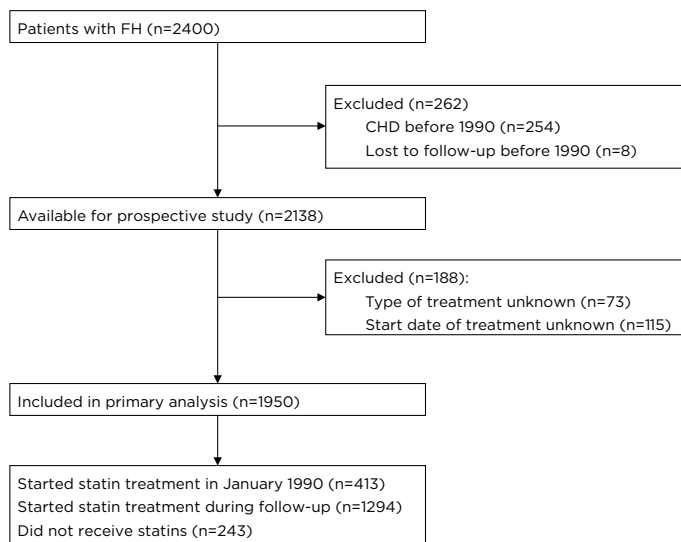 Patients with FH (n=2400)
Excluded (n=262)
CHD before 1990 (n=254)
Lost to follow-up before 1990 (n=8)
Available for prospective study (n=2138)
Excluded (n=188):
Type of treatment unknown (n=73)
Start date of treatment unknown (n=115)
Included in primary analysis (n=1950)
Started statin treatment in January 1990 (n=413)
Started statin treatment during follow-up (n=1294)
Did not receive statins (n=243)